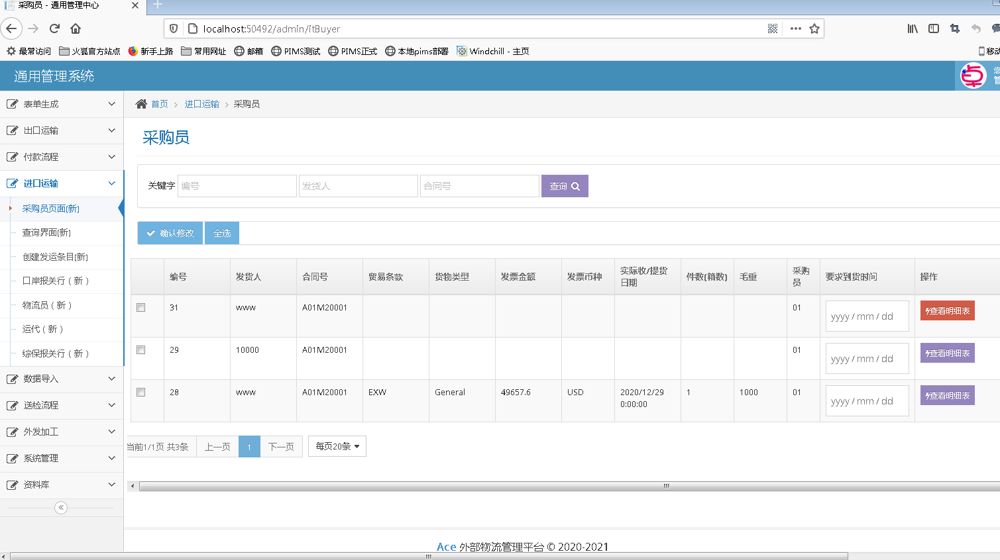 采购员 - 通用管理中心
localhost:50492/admin/itBuyer
最常访问 火狐官方站点 新手上路 常用网址 邮箱 PIMS测试 PIMS正式 本地pims部署 Windchill - 主页 移动
通用管理系统
表单生成
出口运输
付款流程
进口运输
采购员页面(新)
查询界面(新)
创建发运条目(新)
口岸报关行（新）
物流员（新）
运代（新）
综保报关行（新）
数据导入
送检流程
外发加工
系统管理
资料库
首页 > 进口运输 > 采购员
采购员
关键字 编号 发货人 合同号 查询
确认修改 全选
编号 发货人 合同号 贸易条款 货物类型 发票金额 发票币种 实际收/提货日期 件数(箱数) 毛重 采购员 要求到货时间 操作
31 www A01M20001 01 yyyy / mm / dd 查看明细表
29 10000 A01M20001 01 yyyy / mm / dd 查看明细表
28 www A01M20001 EXW General 49657.6 USD 2020/12/29 0:00:00 1 1000 01 yyyy / mm / dd 查看明细表
当前1/1页 共3条 上一页 1 下一页 每页20条
Ace 外部物流管理平台 © 2020-2021